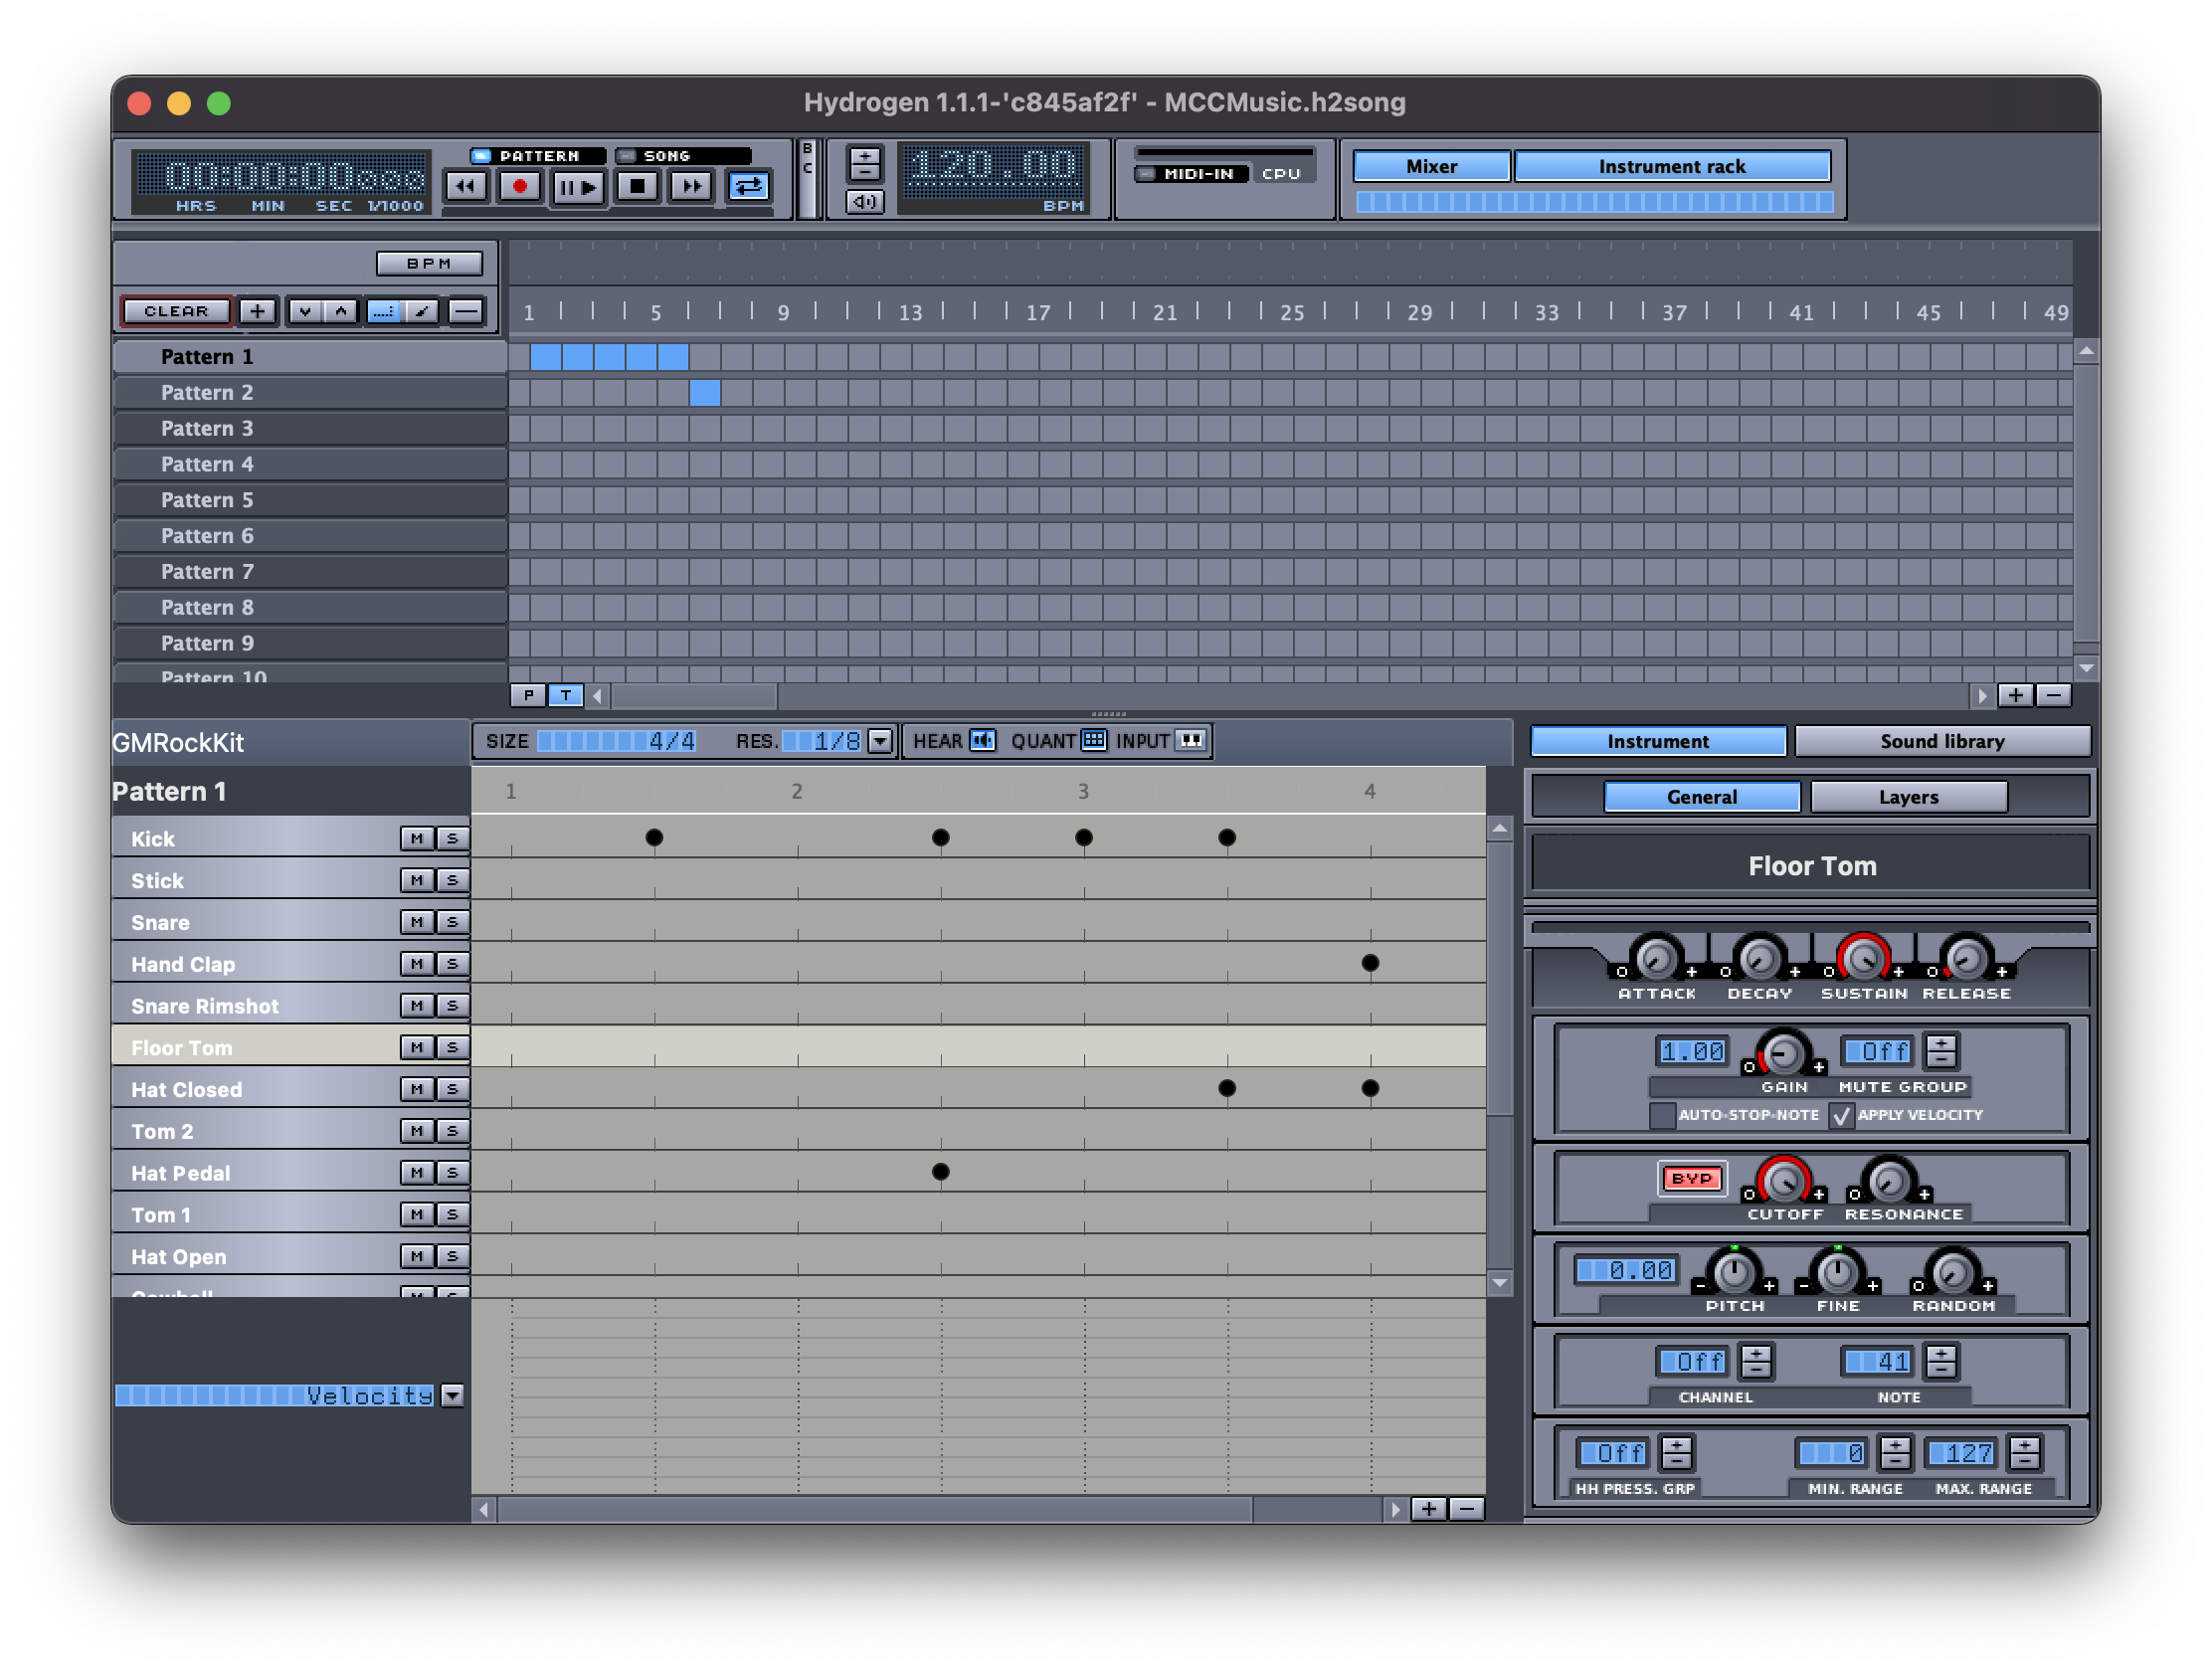 Hydrogen 1.1.1-'c845af2f' - MCCMusic.h2song
00:00:00000
HRS MIN SEC 1/1000
PATTERN SONG
B
C
120.00
BPM
MIDI-IN CPU
Mixer Instrument rack
BPM
CLEAR
1 5 9 13 17 21 25 29 33 37 41 45 49
Pattern 1
Pattern 2
Pattern 3
Pattern 4
Pattern 5
Pattern 6
Pattern 7
Pattern 8
Pattern 9
Pattern 10
P T
GMRockKit
SIZE 4/4 RES. 1/8 HEAR QUANT INPUT
Pattern 1
1 2 3 4
Kick M S
Stick M S
Snare M S
Hand Clap M S
Snare Rimshot M S
Floor Tom M S
Hat Closed M S
Tom 2 M S
Hat Pedal M S
Tom 1 M S
Hat Open M S
Cowbell M S
Velocity
Instrument Sound library
General Layers
Floor Tom
ATTACK DECAY SUSTAIN RELEASE
1.00 Off
GAIN MUTE GROUP
AUTO-STOP-NOTE APPLY VELOCITY
BYP
CUTOFF RESONANCE
0.00
PITCH FINE RANDOM
Off 41
CHANNEL NOTE
Off 0 127
HH PRESS. GRP MIN. RANGE MAX. RANGE